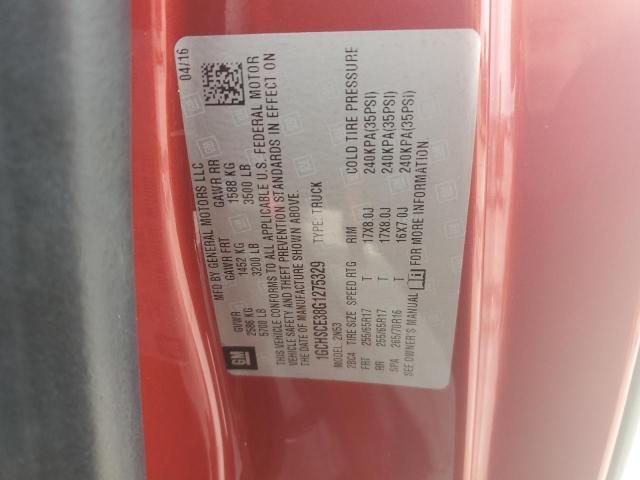 MFD BY GENERAL MOTORS LLC
04/16
GVWR GAWR FRT GAWR RR
2586 KG 1452 KG 1588 KG
5700 LB 3200 LB 3500 LB
GM
THIS VEHICLE CONFORMS TO ALL APPLICABLE U.S. FEDERAL MOTOR
VEHICLE SAFETY AND THEFT PREVENTION STANDARDS IN EFFECT ON
THE DATE OF MANUFACTURE SHOWN ABOVE.
1GCHSCE38G1275329 TYPE: TRUCK
MODEL: 2N53
2BC4 TIRE SIZE SPEED RTG RIM COLD TIRE PRESSURE
FRT 255/65R17 T 17X8.0J 240KPA(35PSI)
RR 255/65R17 T 17X8.0J 240KPA(35PSI)
SPA 265/70R16 T 16X7.0J 240KPA(35PSI)
SEE OWNER'S MANUAL FOR MORE INFORMATION.